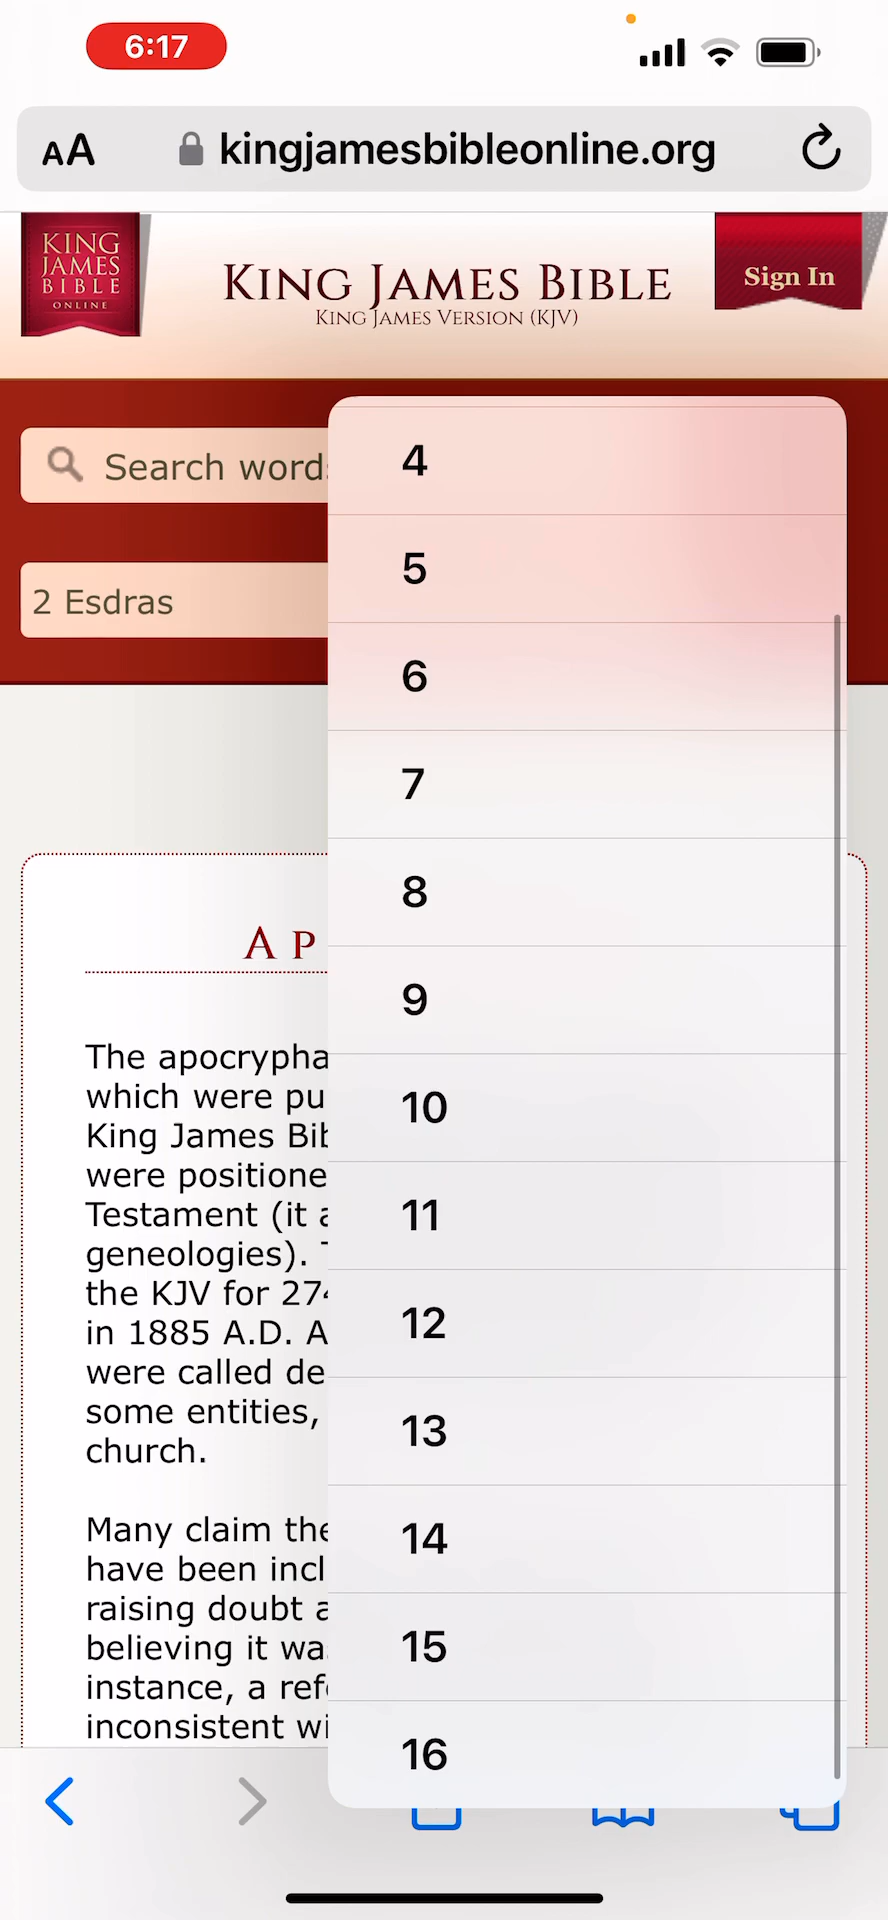 6:17
AA kingjamesbibleonline.org
KING
JAMES
BIBLE
ONLINE
KING JAMES BIBLE
KING JAMES VERSION (KJV)
Sign In
Search word
2 Esdras
4
5
6
7
8
9
10
11
12
13
14
15
16
AP
The apocrypha
which were pu
King James Bib
were positione
Testament (it a
geneologies). T
the KJV for 274
in 1885 A.D. A
were called de
some entities,
church.
Many claim the
have been incl
raising doubt a
believing it wa
instance, a ref
inconsistent wi